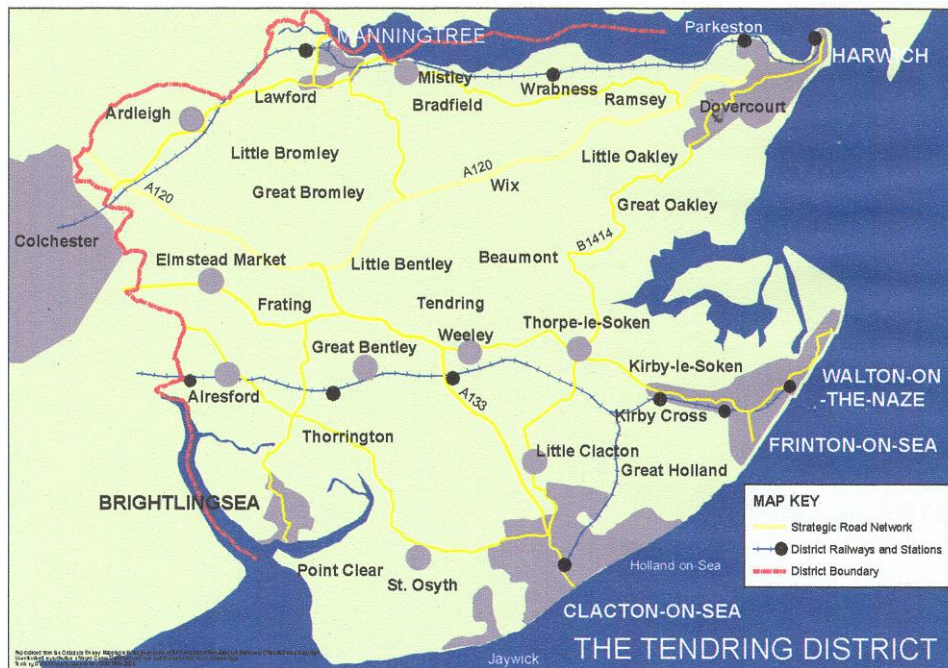 MANNINGTREE
Parkeston
HARWICH
Mistley
Wrabness
Lawford
Bradfield
Ramsey
Dovercourt
Ardleigh
Little Bromley
Little Oakley
A120
A120
Great Bromley
Wix
Great Oakley
Colchester
B1414
Elmstead Market
Little Bentley
Beaumont
Frating
Tendring
Thorpe-le-Soken
Weeley
Great Bentley
Kirby-le-Soken
WALTON-ON
-THE-NAZE
Alresford
A133
Kirby Cross
Thorrington
Little Clacton
FRINTON-ON-SEA
Great Holland
BRIGHTLINGSEA
MAP KEY
Strategic Road Network
District Railways and Stations
District Boundary
Point Clear
St. Osyth
Holland on-Sea
CLACTON-ON-SEA
THE TENDRING DISTRICT
Jaywick